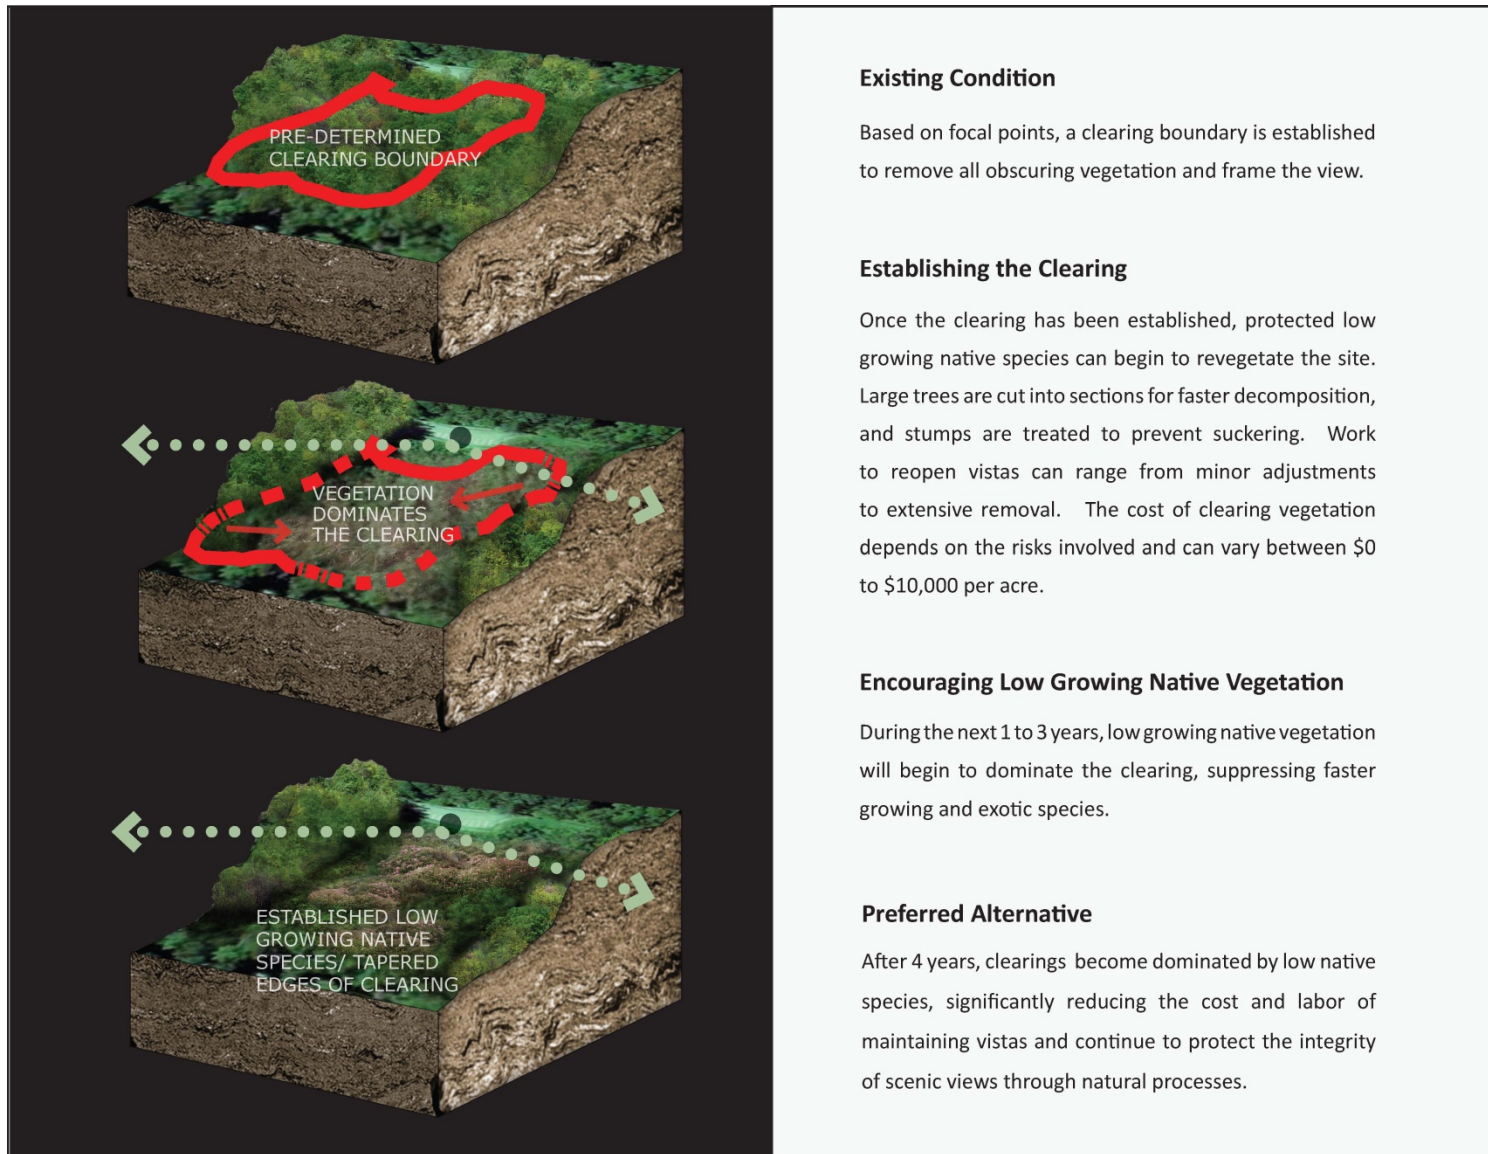 PRE-DETERMINED
CLEARING BOUNDARY
VEGETATION
DOMINATES
THE CLEARING
ESTABLISHED LOW
GROWING NATIVE
SPECIES/ TAPERED
EDGES OF CLEARING
Existing Condition
Based on focal points, a clearing boundary is established
to remove all obscuring vegetation and frame the view.
Establishing the Clearing
Once the clearing has been established, protected low
growing native species can begin to revegetate the site.
Large trees are cut into sections for faster decomposition,
and stumps are treated to prevent suckering. Work
to reopen vistas can range from minor adjustments
to extensive removal. The cost of clearing vegetation
depends on the risks involved and can vary between $0
to $10,000 per acre.
Encouraging Low Growing Native Vegetation
During the next 1 to 3 years, low growing native vegetation
will begin to dominate the clearing, suppressing faster
growing and exotic species.
Preferred Alternative
After 4 years, clearings become dominated by low native
species, significantly reducing the cost and labor of
maintaining vistas and continue to protect the integrity
of scenic views through natural processes.